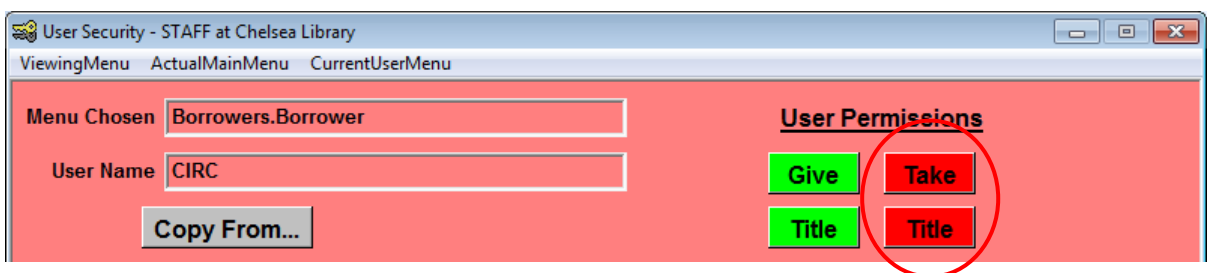 User Security - STAFF at Chelsea Library
ViewingMenu ActualMainMenu CurrentUserMenu
Menu Chosen Borrowers.Borrower
User Permissions
User Name CIRC
Give Take
Copy From...
Title Title